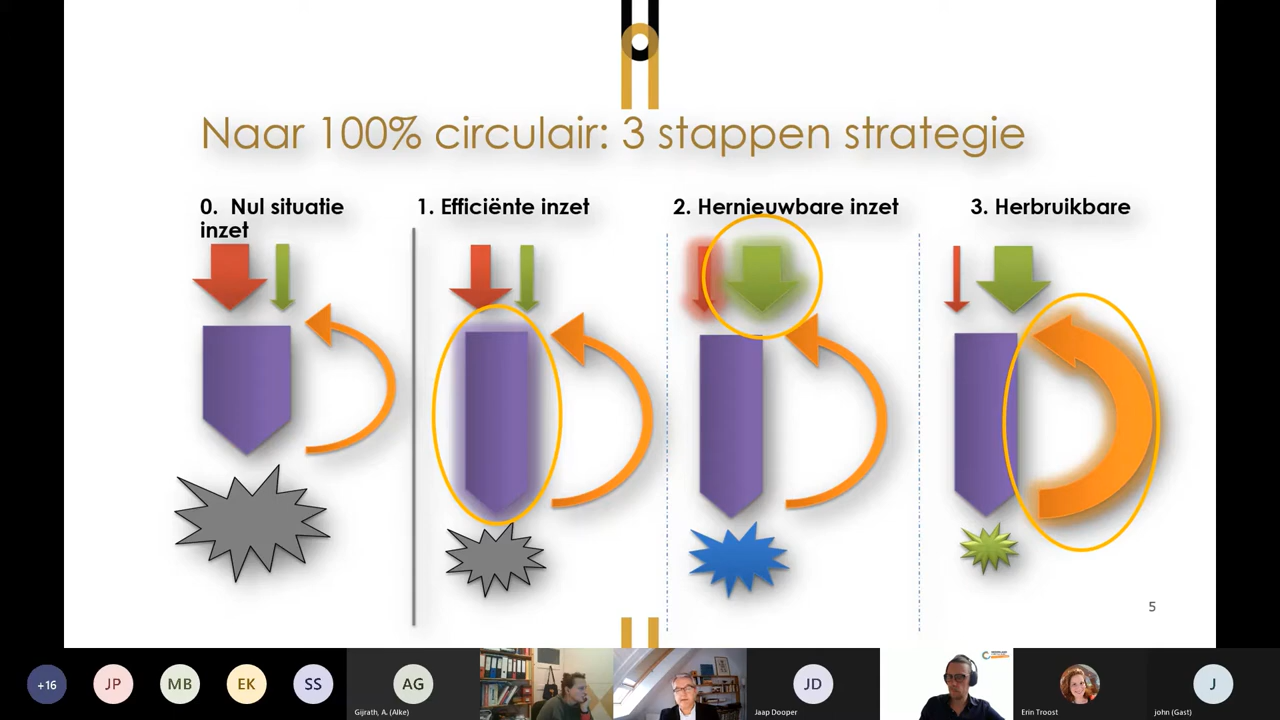 Naar 100% circulair: 3 stappen strategie
0. Nul situatie
inzet
1. Efficiënte inzet
2. Hernieuwbare inzet
3. Herbruikbare
5
+16
JP
MB
EK
SS
AG
Gijrath, A. (Alke)
JD
Jaap Dooper
Erin Troost
J
john (Gast)